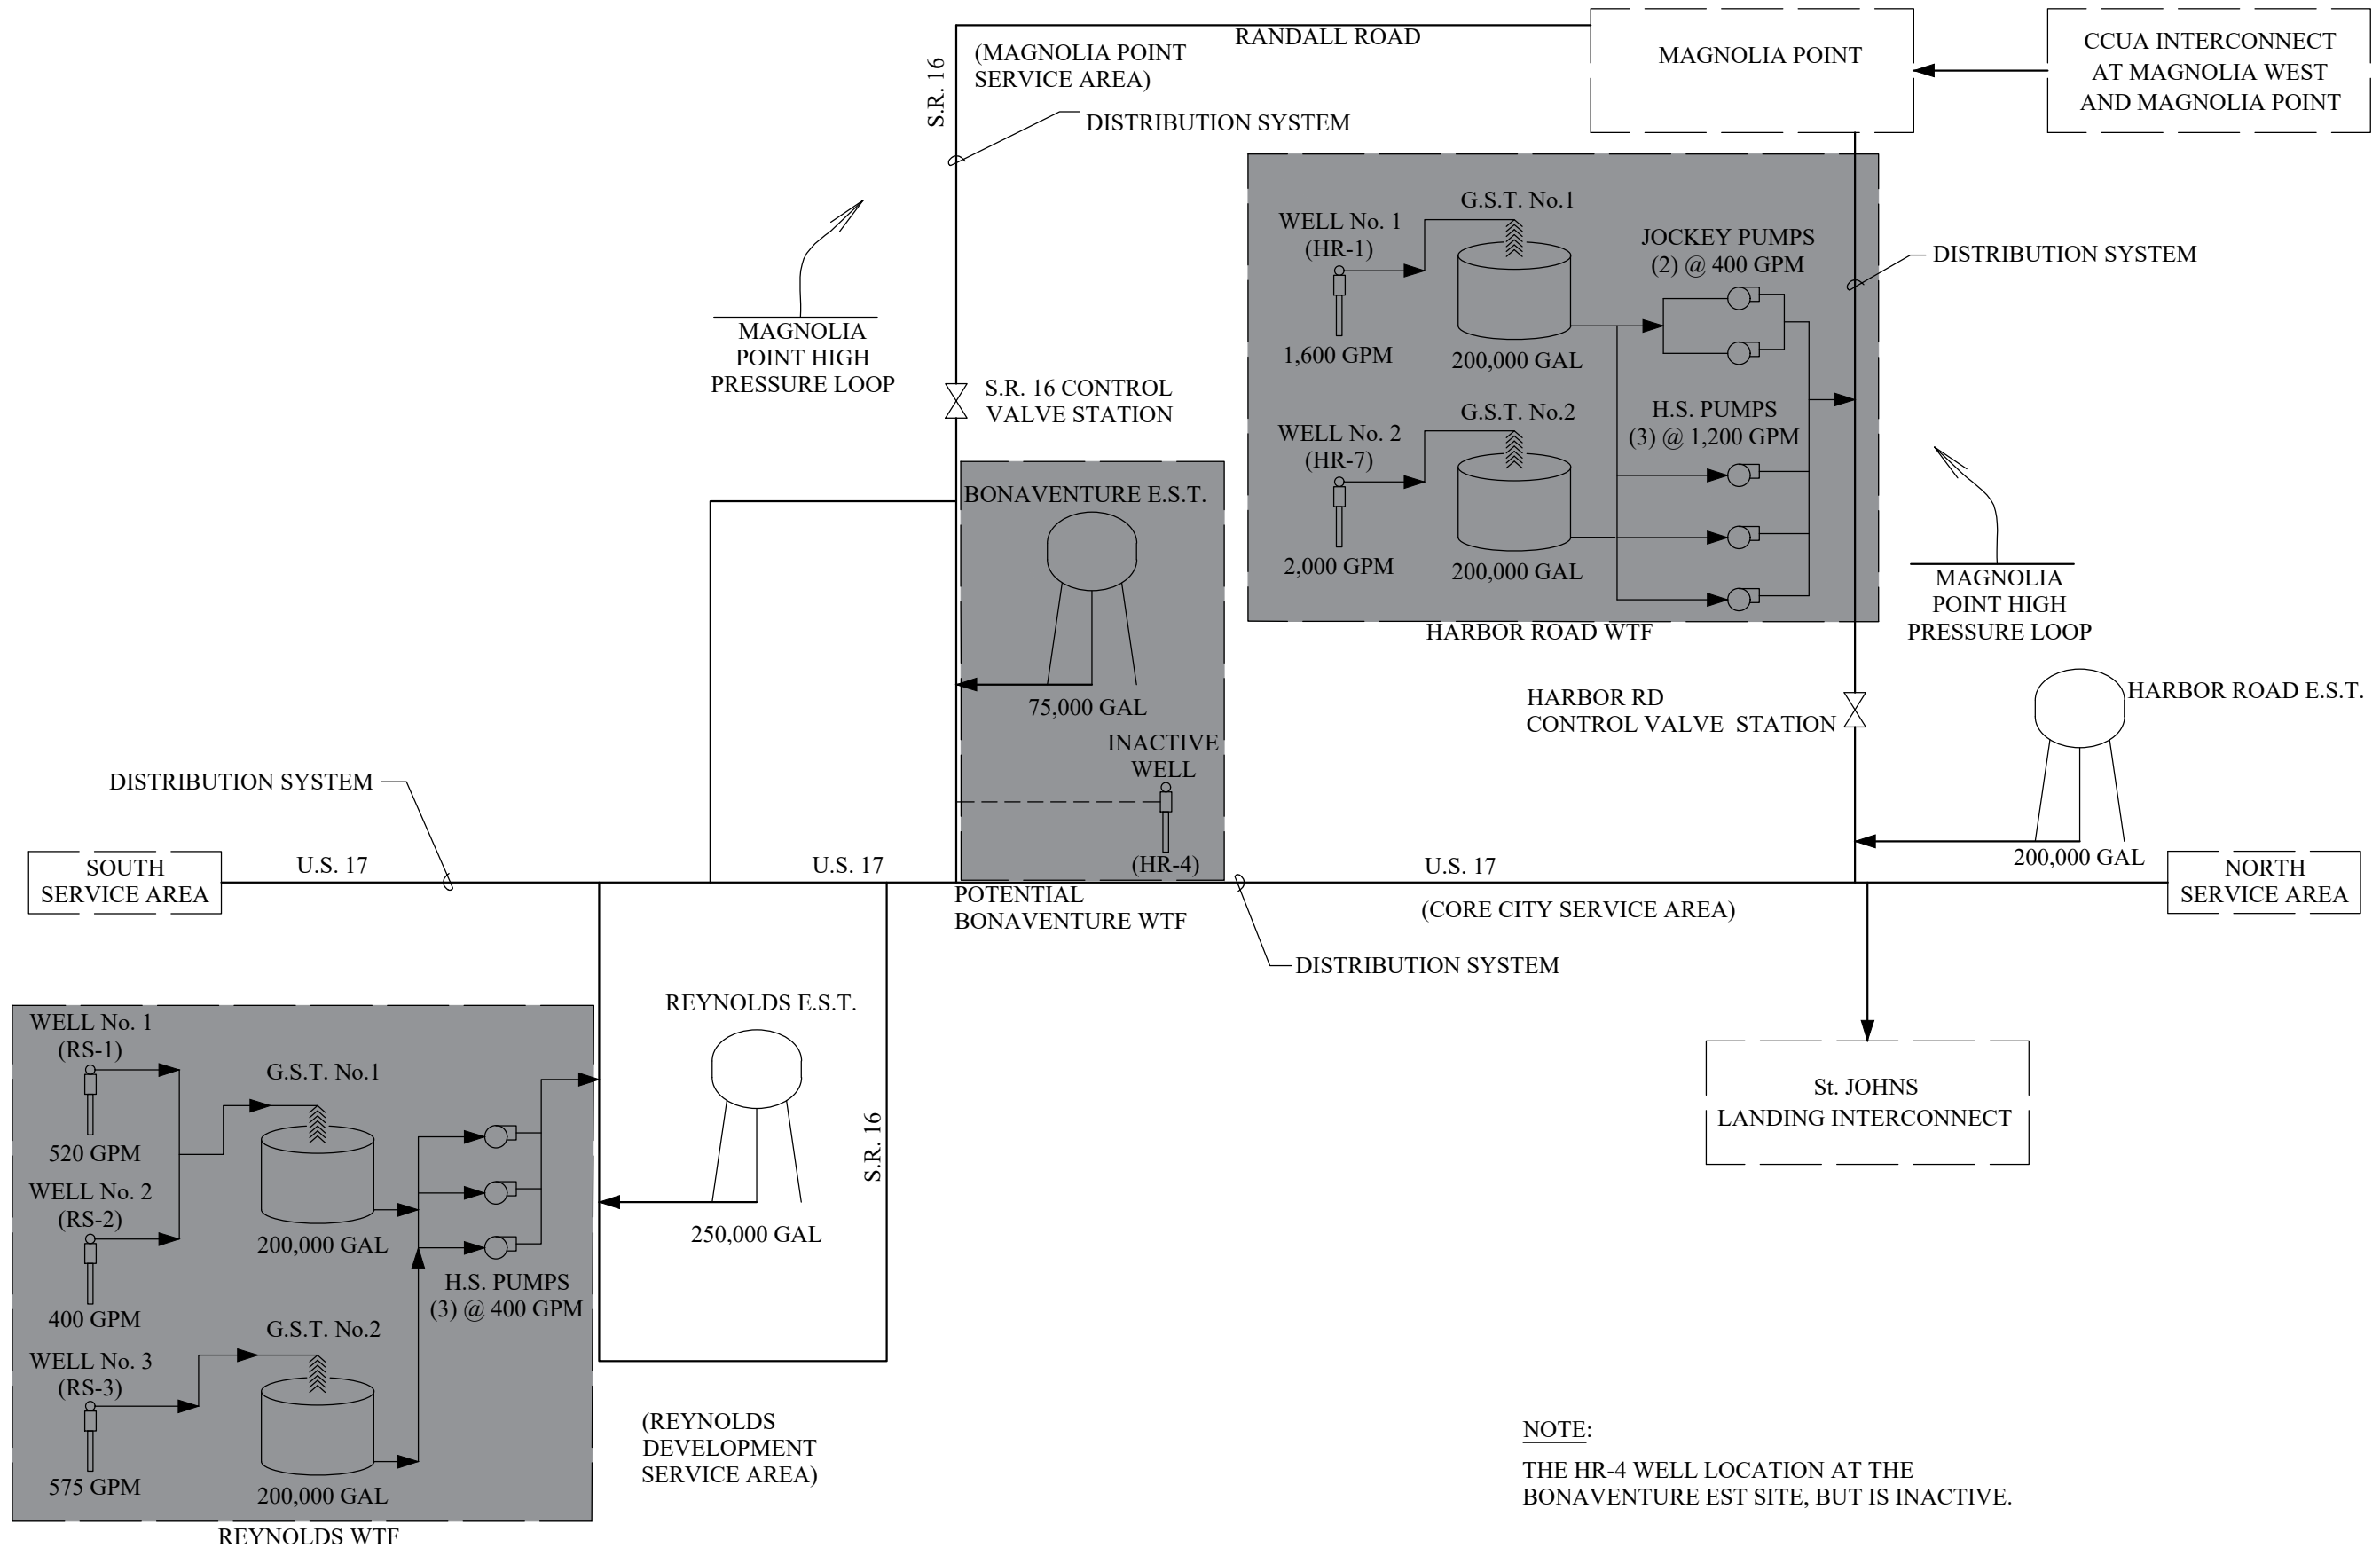 RANDALL ROAD
MAGNOLIA POINT
CCUA INTERCONNECT
AT MAGNOLIA WEST
AND MAGNOLIA POINT
S.R. 16
(MAGNOLIA POINT
SERVICE AREA)
DISTRIBUTION SYSTEM
MAGNOLIA
POINT HIGH
PRESSURE LOOP
S.R. 16 CONTROL
VALVE STATION
WELL No. 1
(HR-1)
1,600 GPM
G.S.T. No.1
200,000 GAL
JOCKEY PUMPS
(2) @ 400 GPM
DISTRIBUTION SYSTEM
WELL No. 2
(HR-7)
2,000 GPM
G.S.T. No.2
200,000 GAL
H.S. PUMPS
(3) @ 1,200 GPM
HARBOR ROAD WTF
MAGNOLIA
POINT HIGH
PRESSURE LOOP
BONAVENTURE E.S.T.
75,000 GAL
INACTIVE
WELL
(HR-4)
POTENTIAL
BONAVENTURE WTF
HARBOR RD
CONTROL VALVE STATION
HARBOR ROAD E.S.T.
200,000 GAL
DISTRIBUTION SYSTEM
SOUTH
SERVICE AREA
U.S. 17
U.S. 17
U.S. 17
(CORE CITY SERVICE AREA)
NORTH
SERVICE AREA
DISTRIBUTION SYSTEM
REYNOLDS E.S.T.
250,000 GAL
S.R. 16
St. JOHNS
LANDING INTERCONNECT
WELL No. 1
(RS-1)
520 GPM
WELL No. 2
(RS-2)
400 GPM
WELL No. 3
(RS-3)
575 GPM
G.S.T. No.1
200,000 GAL
G.S.T. No.2
200,000 GAL
H.S. PUMPS
(3) @ 400 GPM
REYNOLDS WTF
(REYNOLDS
DEVELOPMENT
SERVICE AREA)
NOTE:
THE HR-4 WELL LOCATION AT THE
BONAVENTURE EST SITE, BUT IS INACTIVE.